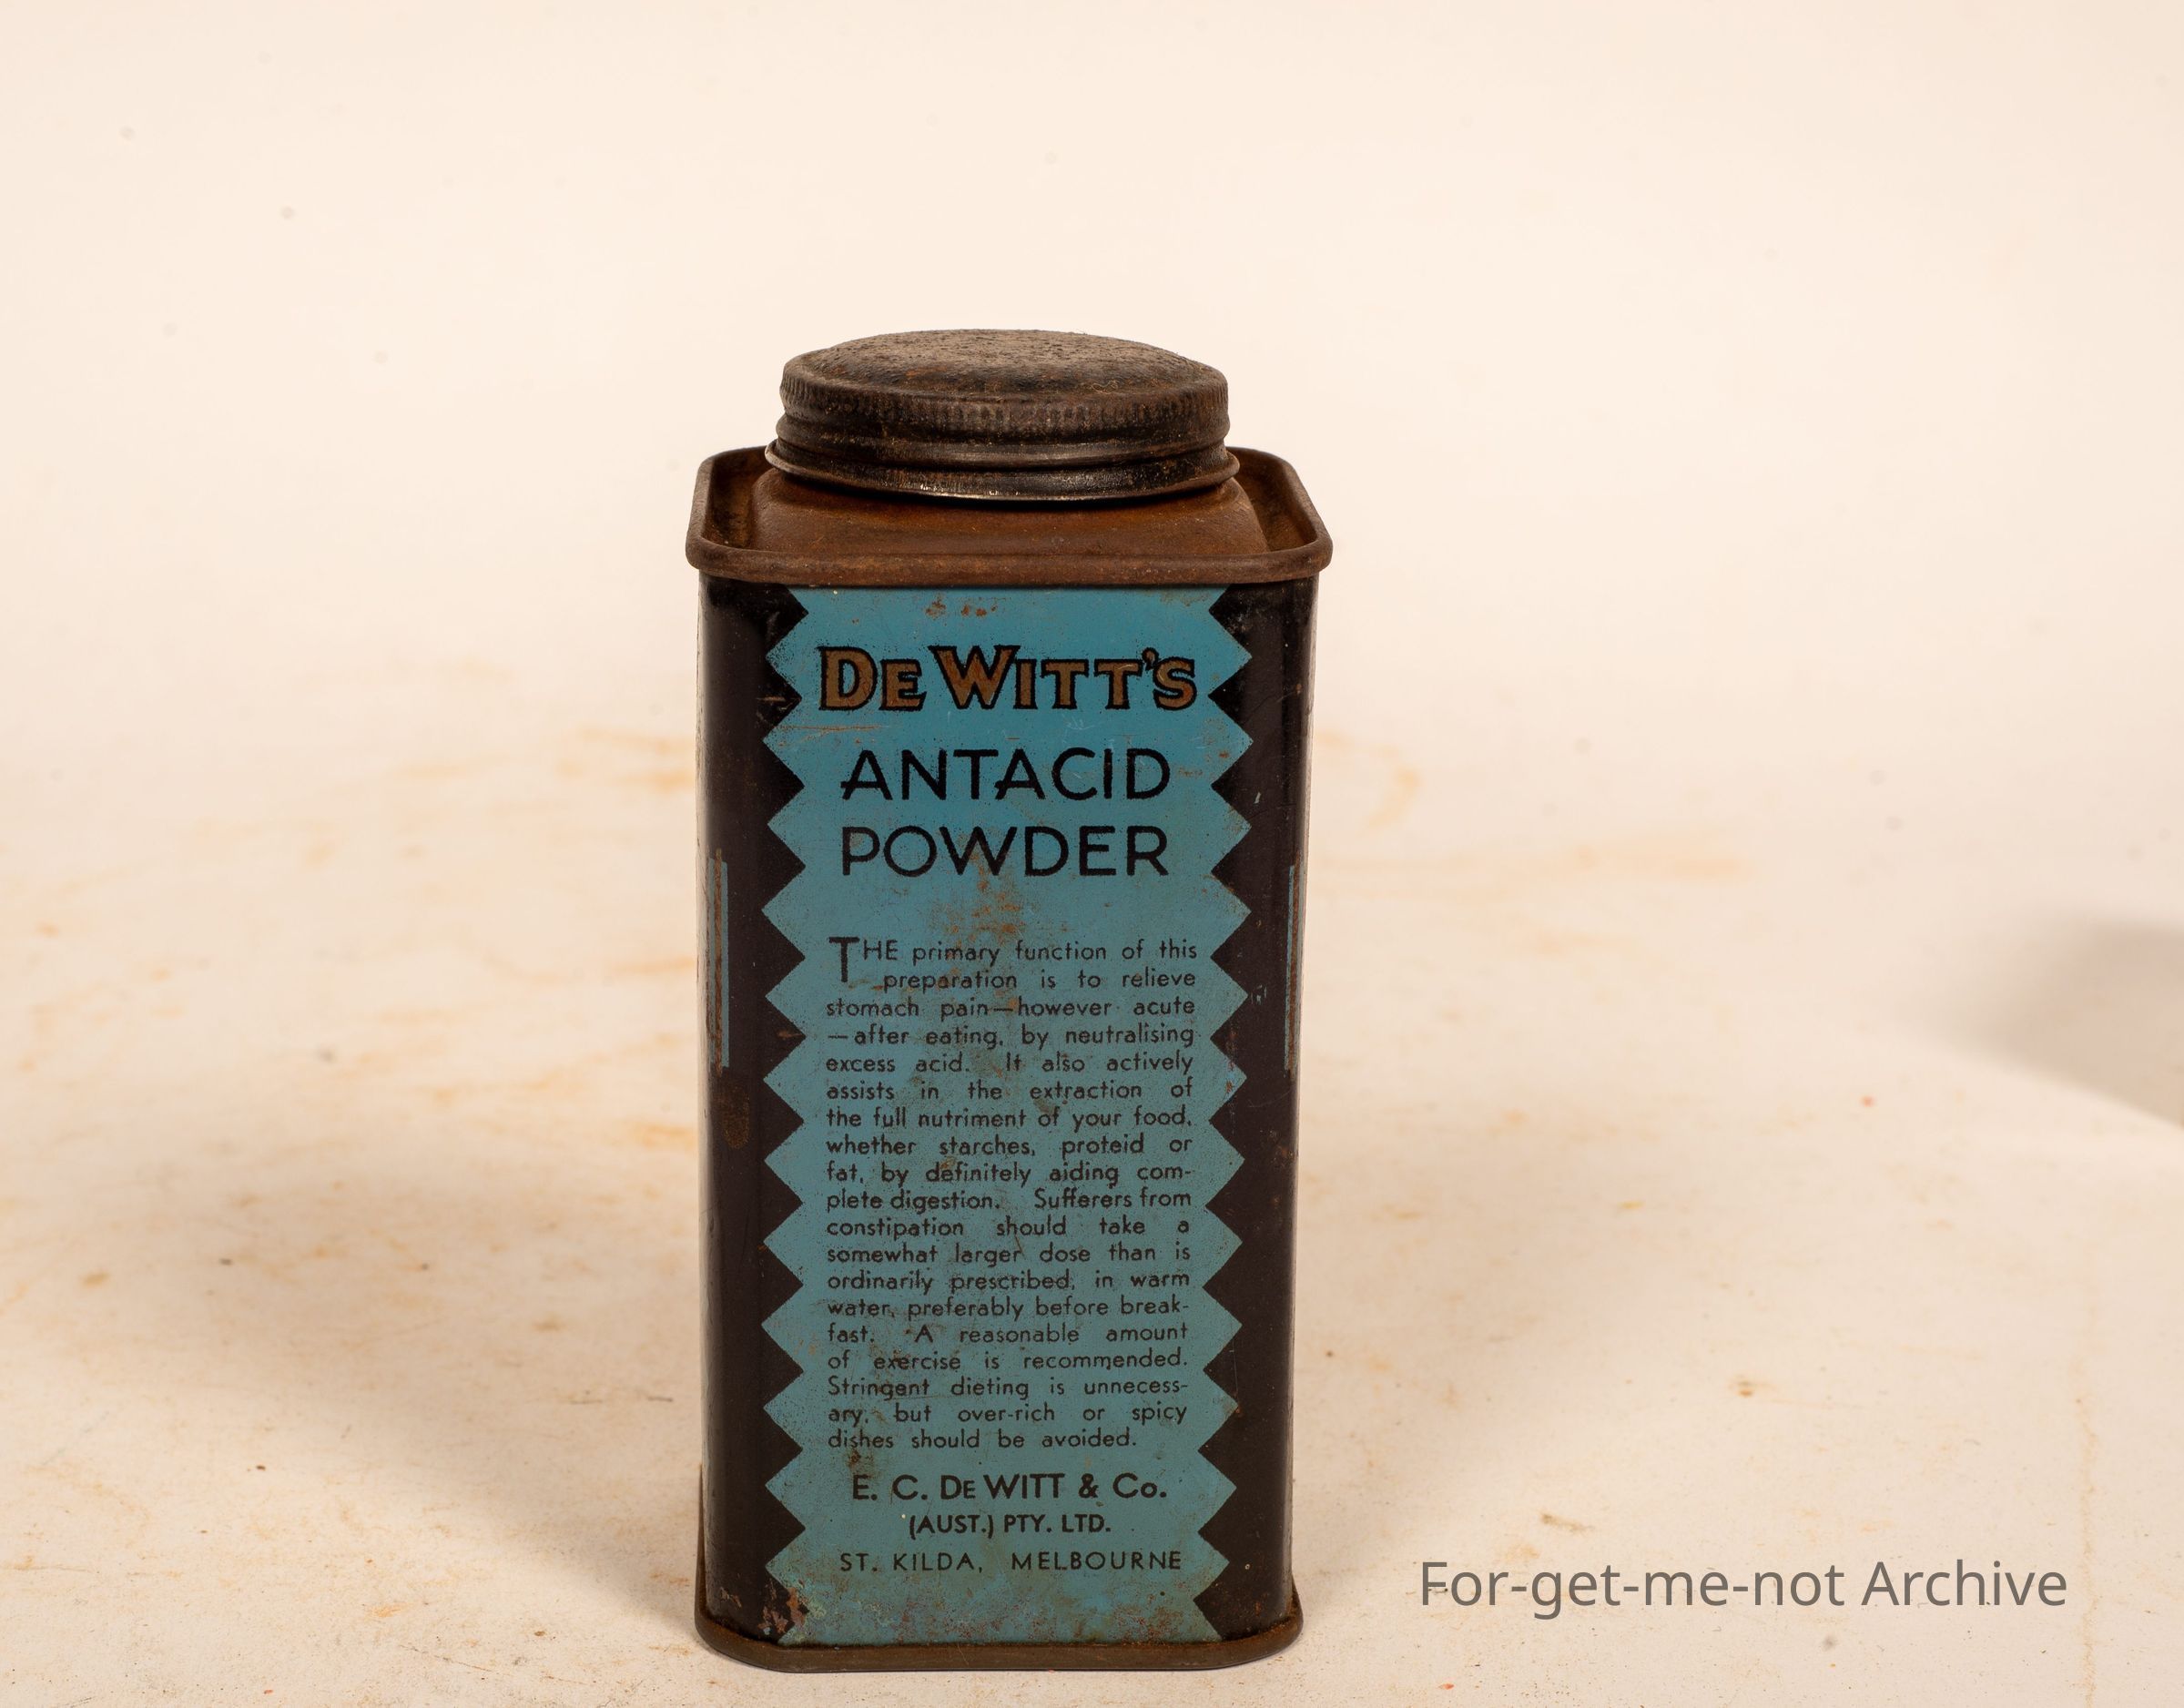 DE WITT'S
ANTACID
POWDER
THE primary function of this
preparation is to relieve
stomach pain—however acute
—after eating, by neutralising
excess acid. It also actively
assists in the extraction of
the full nutriment of your food,
whether starches, proteid or
fat, by definitely aiding com-
plete digestion. Sufferers from
constipation should take a
somewhat larger dose than is
ordinarily prescribed, in warm
water, preferably before break-
fast. A reasonable amount
of exercise is recommended.
Stringent dieting is unnecess-
ary, but over-rich or spicy
dishes should be avoided.
E. C. DE WITT & Co.
(AUST.) PTY. LTD.
ST. KILDA, MELBOURNE
For-get-me-not Archive